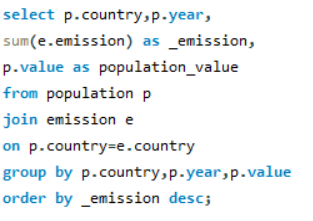 select p.country,p.year,
sum(e.emission) as _emission,
p.value as population_value
from population p
join emission e
on p.country=e.country
group by p.country,p.year,p.value
order by _emission desc;